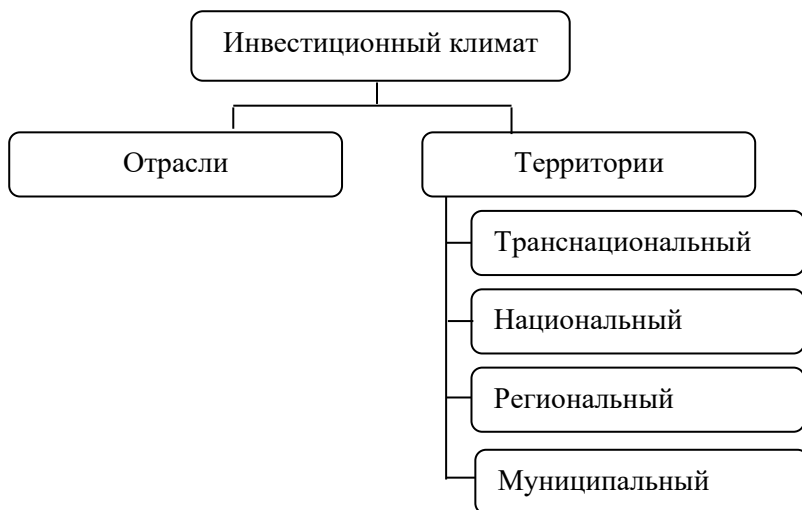 Инвестиционный климат
Отрасли
Территории
Транснациональный
Национальный
Региональный
Муниципальный